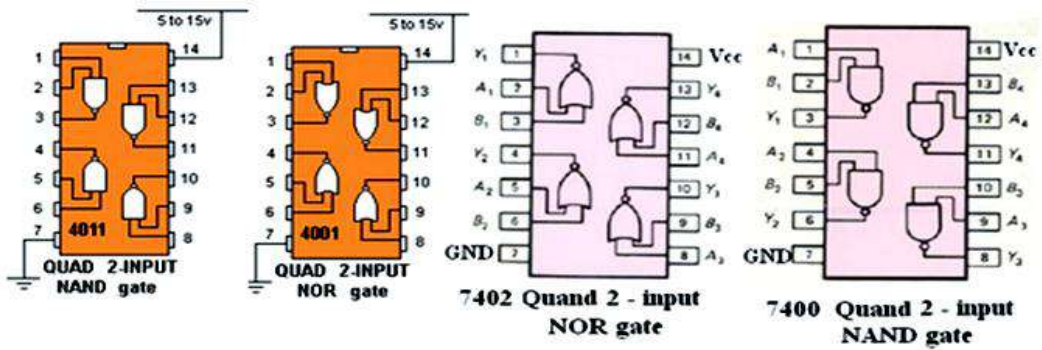 5 to 15v
1
2
3
4
5
6
7
14
13
12
11
10
9
8
4011
QUAD 2-INPUT
NAND gate
5 to 15v
1
2
3
4
5
6
7
14
13
12
11
10
9
8
4001
QUAD 2-INPUT
NOR gate
Y1 1
A1 2
B1 3
Y2 4
A2 5
B2 6
GND 7
14 Vcc
13 Y4
12 B4
11 A4
10 Y3
9 B3
8 A3
7402 Quand 2 - input
NOR gate
A1 1
B1 2
Y1 3
A2 4
B2 5
Y2 6
GND 7
14 Vcc
13 B4
12 A4
11 Y4
10 B3
9 A3
8 Y3
7400 Quand 2 - input
NAND gate